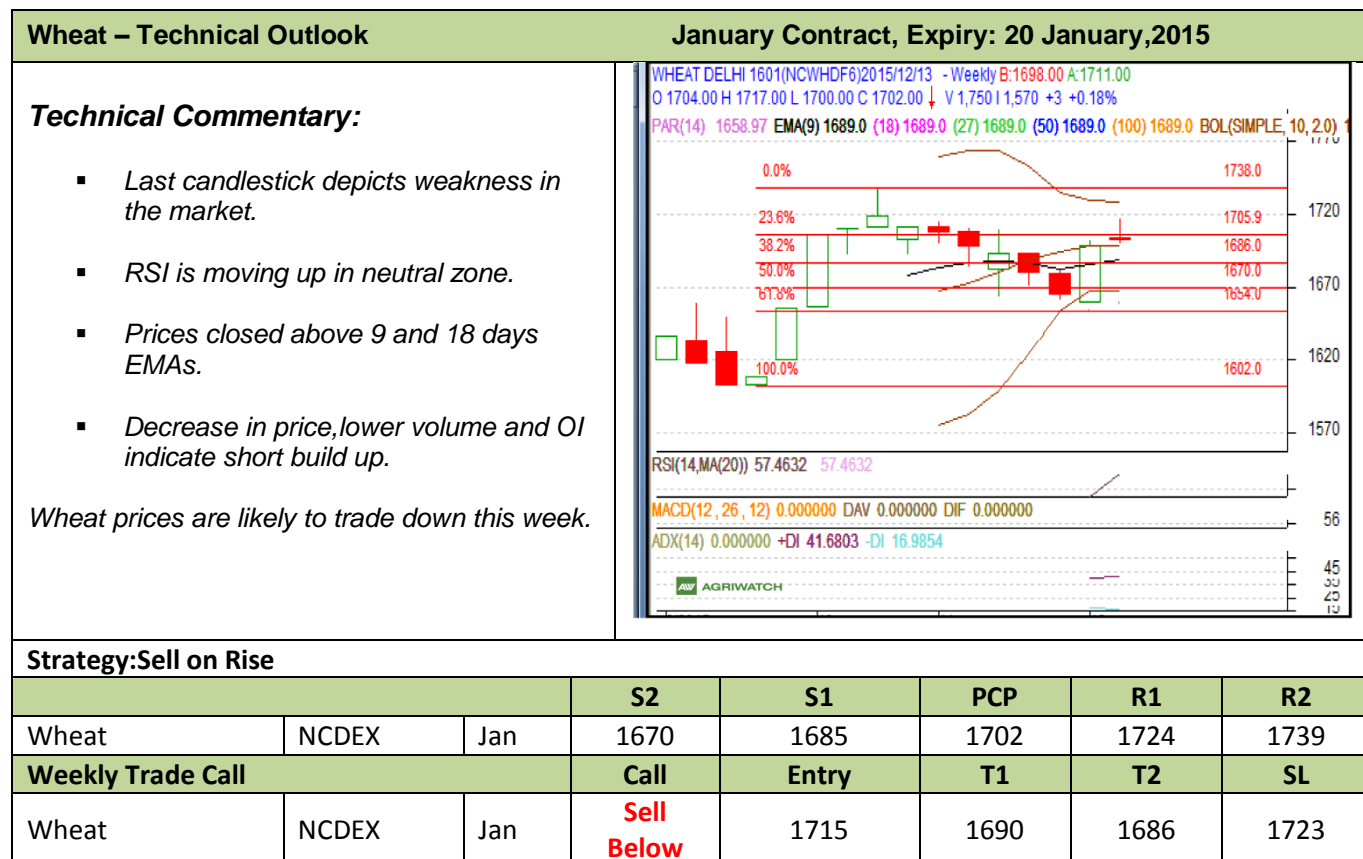 Wheat – Technical Outlook
January Contract, Expiry: 20 January,2015
Technical Commentary:
▪ Last candlestick depicts weakness in
the market.
▪ RSI is moving up in neutral zone.
▪ Prices closed above 9 and 18 days
EMAs.
▪ Decrease in price,lower volume and OI
indicate short build up.
Wheat prices are likely to trade down this week.
WHEAT DELHI 1601(NCWHDF6)2015/12/13 - Weekly B:1698.00 A:1711.00
O 1704.00 H 1717.00 L 1700.00 C 1702.00 ↓ V 1,750 I 1,570 +3 +0.18%
PAR(14) 1658.97 EMA(9) 1689.0 (18) 1689.0 (27) 1689.0 (50) 1689.0 (100) 1689.0 BOL(SIMPLE, 10, 2.0)
1770
0.0% 1738.0
1720
23.6% 1705.9
38.2% 1686.0
50.0% 1670.0
1670
61.8% 1654.0
1620
100.0% 1602.0
1570
RSI(14,MA(20)) 57.4632 57.4632
MACD(12 , 26 , 12) 0.000000 DAV 0.000000 DIF 0.000000
56
ADX(14) 0.000000 +DI 41.6803 -DI 16.9854
45
35
25
AW AGRIWATCH
Strategy:Sell on Rise
S2 S1 PCP R1 R2
Wheat NCDEX Jan 1670 1685 1702 1724 1739
Weekly Trade Call Call Entry T1 T2 SL
Wheat NCDEX Jan Sell Below 1715 1690 1686 1723